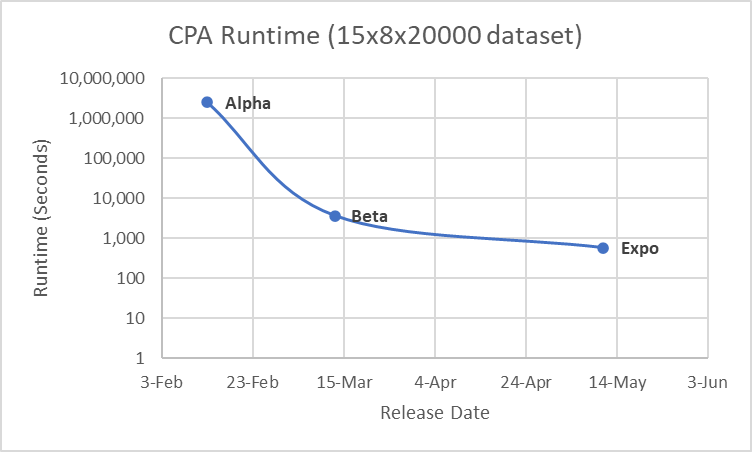 CPA Runtime (15x8x20000 dataset)
10,000,000
1,000,000
100,000
10,000
1,000
100
10
1
Runtime (Seconds)
Alpha
Beta
Expo
3-Feb 23-Feb 15-Mar 4-Apr 24-Apr 14-May 3-Jun
Release Date